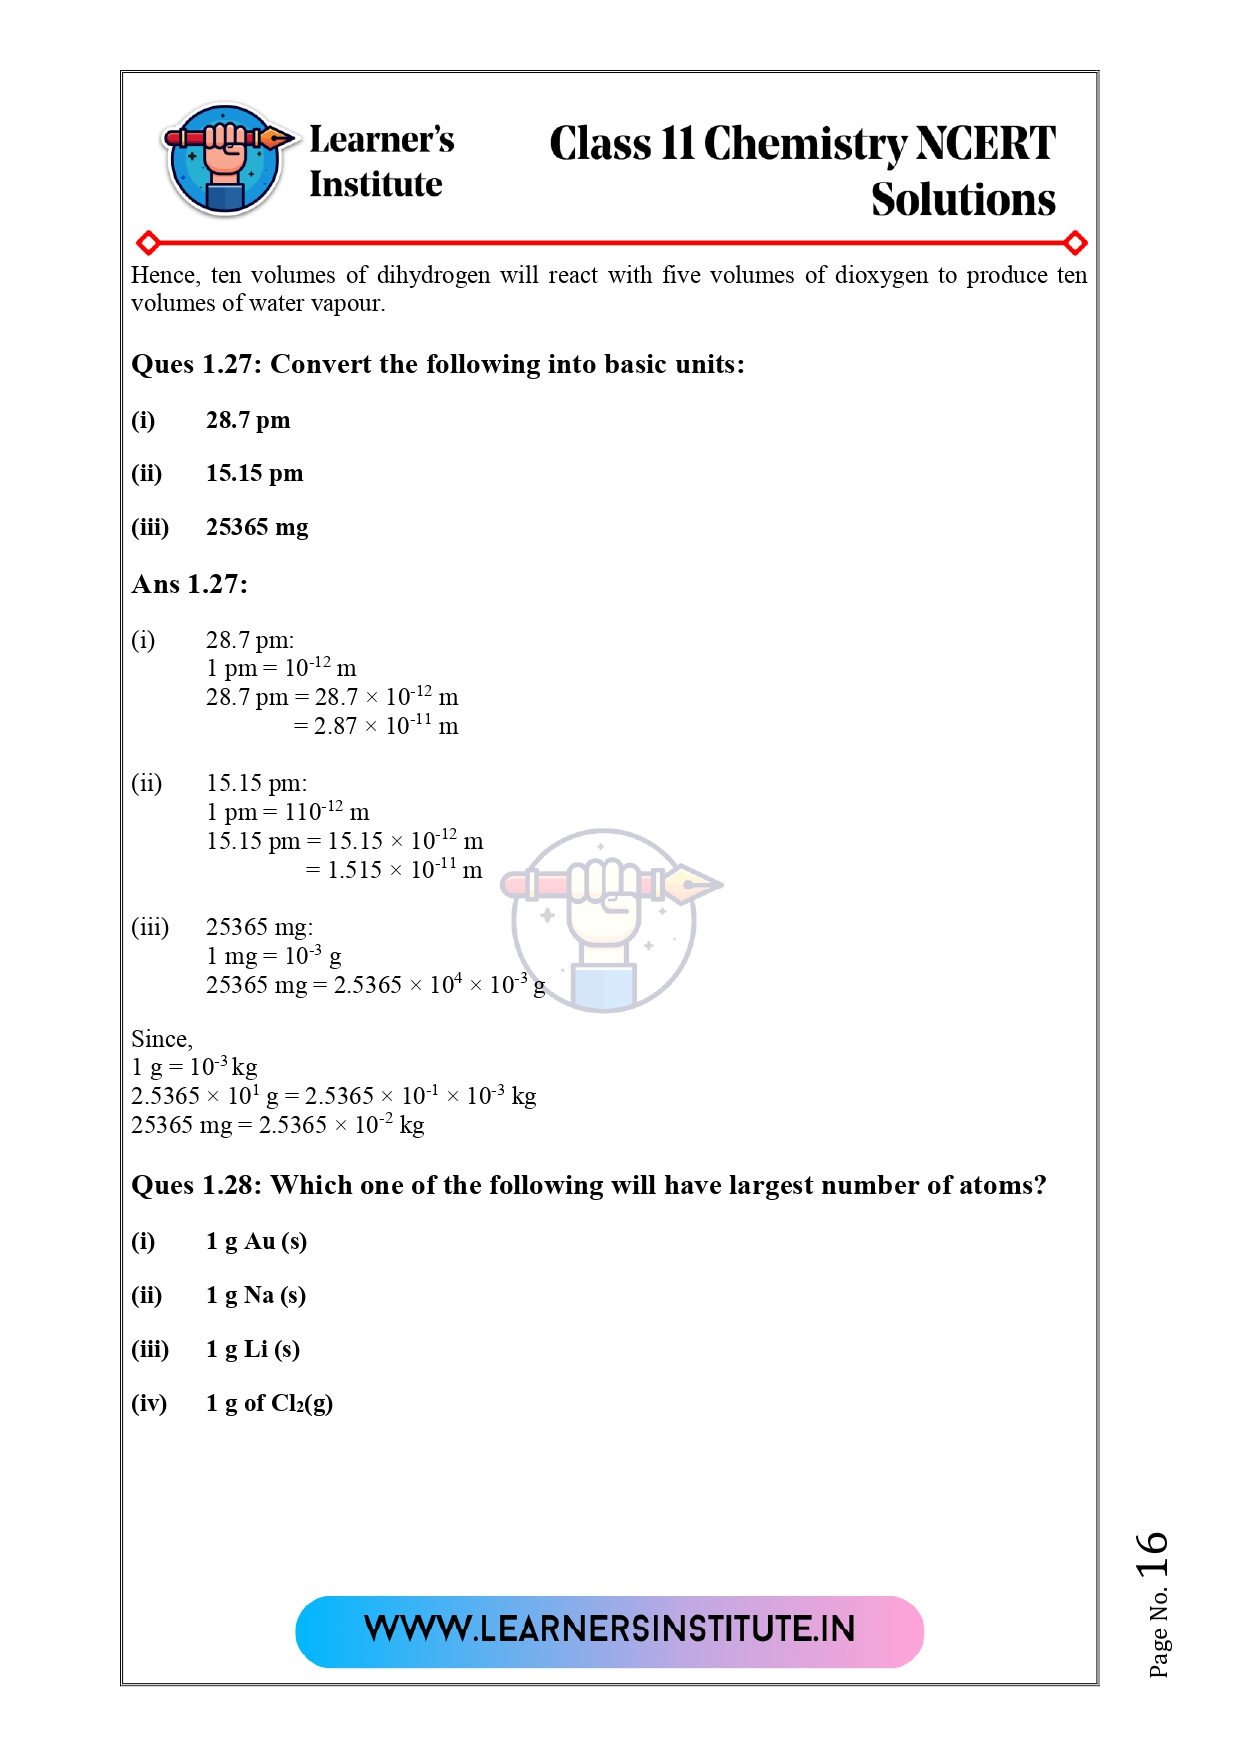 Learner's
Institute
Class 11 Chemistry NCERT
Solutions
Hence, ten volumes of dihydrogen will react with five volumes of dioxygen to produce ten
volumes of water vapour.
Ques 1.27: Convert the following into basic units:
(i) 28.7 pm
(ii) 15.15 pm
(iii) 25365 mg
Ans 1.27:
(i) 28.7 pm:
1 pm = 10⁻¹² m
28.7 pm = 28.7 × 10⁻¹² m
= 2.87 × 10⁻¹¹ m
(ii) 15.15 pm:
1 pm = 110⁻¹² m
15.15 pm = 15.15 × 10⁻¹² m
= 1.515 × 10⁻¹¹ m
(iii) 25365 mg:
1 mg = 10⁻³ g
25365 mg = 2.5365 × 10⁴ × 10⁻³ g
Since,
1 g = 10⁻³ kg
2.5365 × 10¹ g = 2.5365 × 10⁻¹ × 10⁻³ kg
25365 mg = 2.5365 × 10⁻² kg
Ques 1.28: Which one of the following will have largest number of atoms?
(i) 1 g Au (s)
(ii) 1 g Na (s)
(iii) 1 g Li (s)
(iv) 1 g of Cl₂(g)
WWW.LEARNERSINSTITUTE.IN
Page No. 16